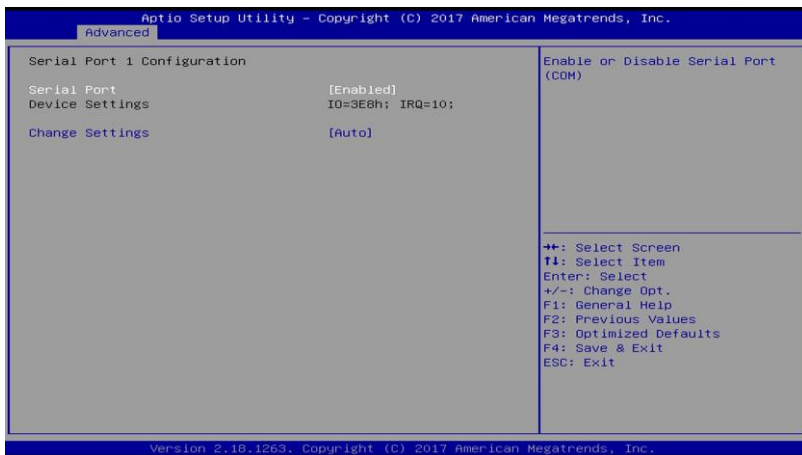 Aptio Setup Utility – Copyright (C) 2017 American Megatrends, Inc.
Advanced
Serial Port 1 Configuration
Serial Port [Enabled]
Device Settings IO=3E8h; IRQ=10;
Change Settings [Auto]
Enable or Disable Serial Port
(COM)
→←: Select Screen
↑↓: Select Item
Enter: Select
+/-: Change Opt.
F1: General Help
F2: Previous Values
F3: Optimized Defaults
F4: Save & Exit
ESC: Exit
Version 2.18.1263. Copyright (C) 2017 American Megatrends, Inc.